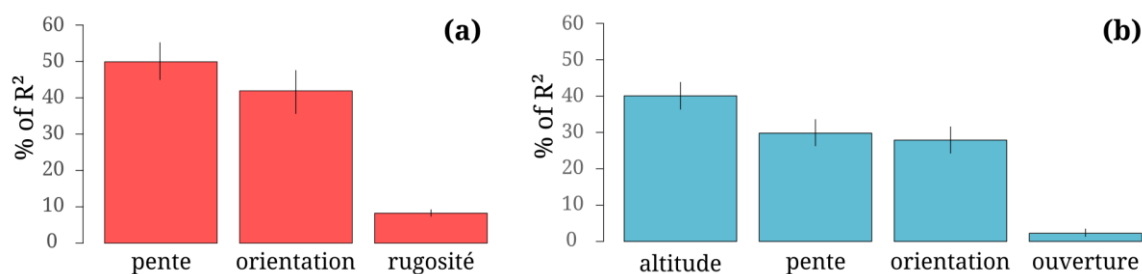 (a)
% of R²
60
50
40
30
20
10
0
pente orientation rugosité
(b)
% of R²
60
50
40
30
20
10
0
altitude pente orientation ouverture